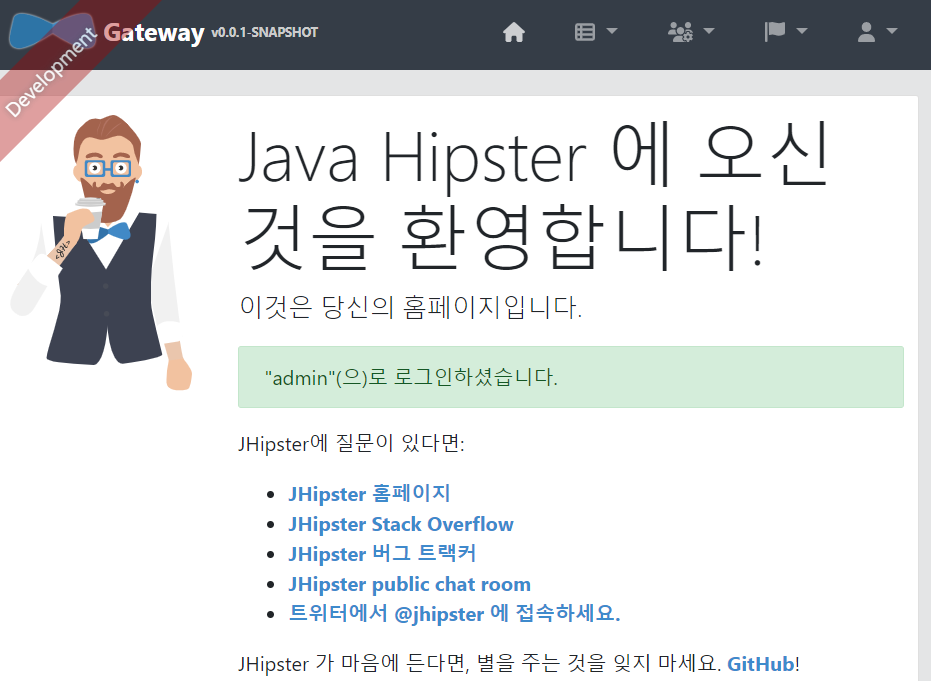 Development
Gateway v0.0.1-SNAPSHOT
Java Hipster 에 오신
것을 환영합니다!
이것은 당신의 홈페이지입니다.
"admin"(으)로 로그인하셨습니다.
JHipster에 질문이 있다면:
JHipster 홈페이지
JHipster Stack Overflow
JHipster 버그 트랙커
JHipster public chat room
트위터에서 @jhipster 에 접속하세요.
JHipster 가 마음에 든다면, 별을 주는 것을 잊지 마세요. GitHub!